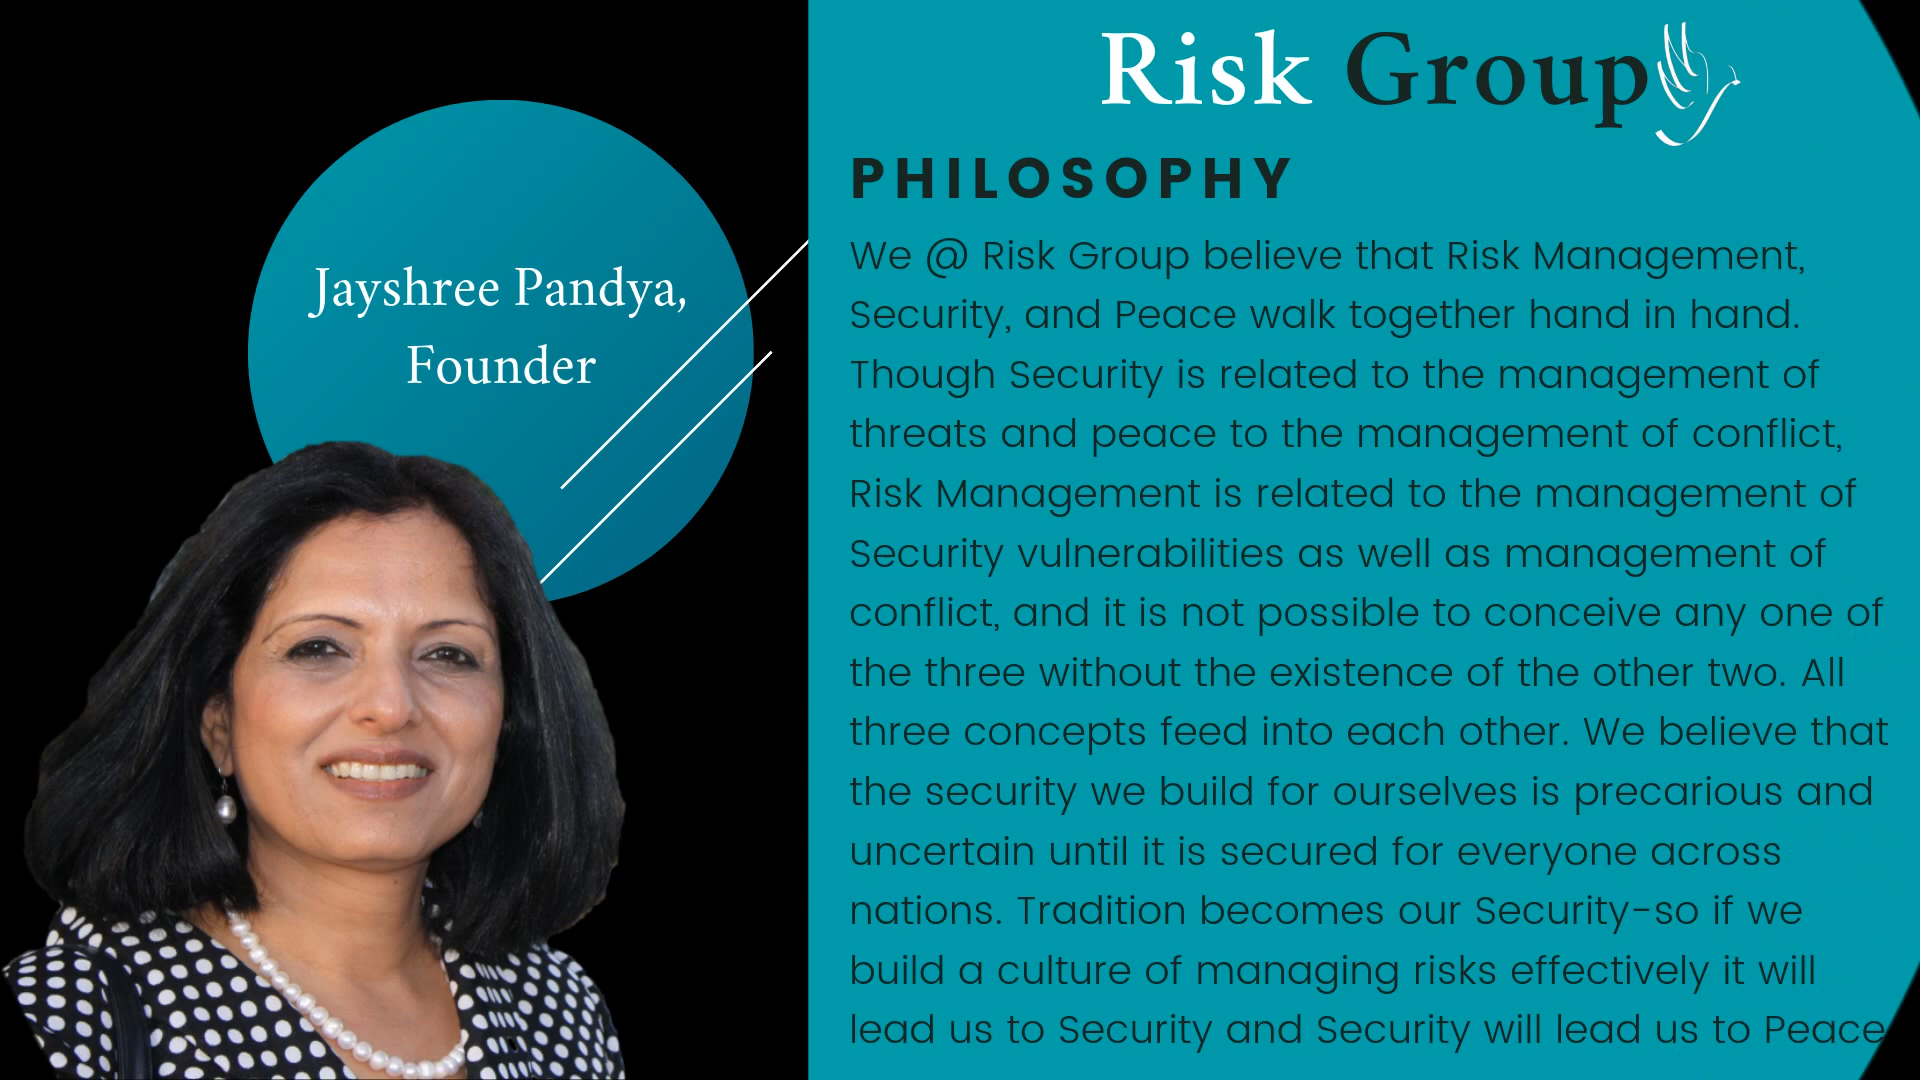 Risk Group
PHILOSOPHY
Jayshree Pandya,
Founder
We @ Risk Group believe that Risk Management,
Security, and Peace walk together hand in hand.
Though Security is related to the management of
threats and peace to the management of conflict,
Risk Management is related to the management of
Security vulnerabilities as well as management of
conflict, and it is not possible to conceive any one of
the three without the existence of the other two. All
three concepts feed into each other. We believe that
the security we build for ourselves is precarious and
uncertain until it is secured for everyone across
nations. Tradition becomes our Security-so if we
build a culture of managing risks effectively it will
lead us to Security and Security will lead us to Peace